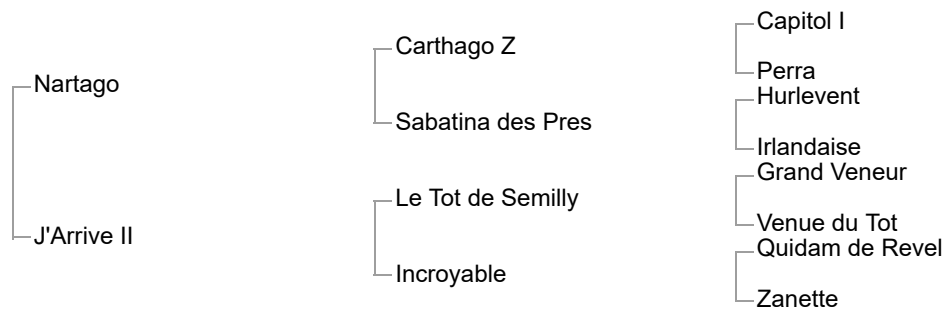 Capitol I
Carthago Z
Perra
Nartago
Hurlevent
Sabatina des Pres
Irlandaise
Grand Veneur
Le Tot de Semilly
Venue du Tot
J'Arrive II
Quidam de Revel
Incroyable
Zanette